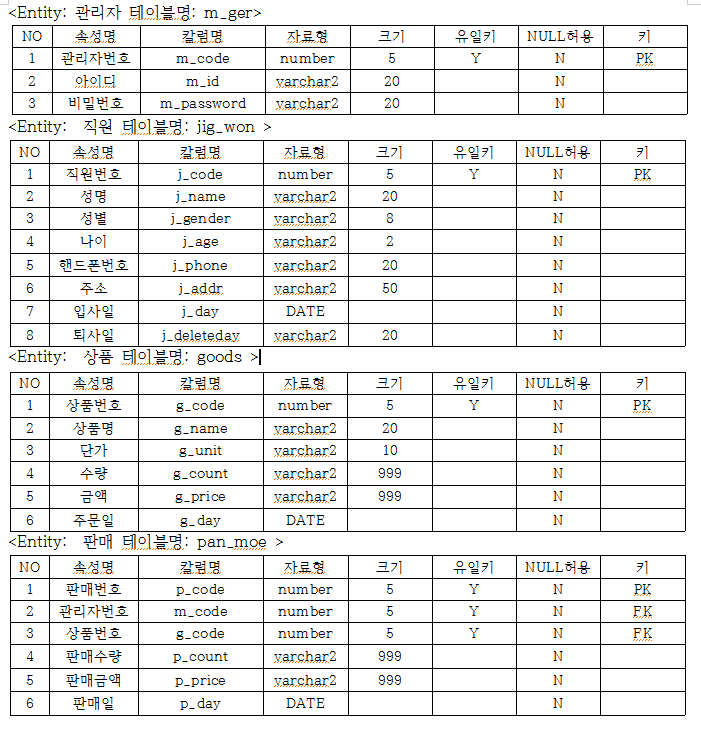 <Entity: 관리자 테이블명: m_ger>
NO 속성명 칼럼명 자료형 크기 유일키 NULL허용 키
1 관리자번호 m_code number 5 Y N PK
2 아이디 m_id varchar2 20 N
3 비밀번호 m_password varchar2 20 N
<Entity: 직원 테이블명: jig_won >
NO 속성명 칼럼명 자료형 크기 유일키 NULL허용 키
1 직원번호 j_code number 5 Y N PK
2 성명 j_name varchar2 20 N
3 성별 j_gender varchar2 8 N
4 나이 j_age varchar2 2 N
5 핸드폰번호 j_phone varchar2 20 N
6 주소 j_addr varchar2 50 N
7 입사일 j_day DATE N
8 퇴사일 j_deleteday varchar2 20 N
<Entity: 상품 테이블명: goods >
NO 속성명 칼럼명 자료형 크기 유일키 NULL허용 키
1 상품번호 g_code number 5 Y N PK
2 상품명 g_name varchar2 20 N
3 단가 g_unit varchar2 10 N
4 수량 g_count varchar2 999 N
5 금액 g_price varchar2 999 N
6 주문일 g_day DATE N
<Entity: 판매 테이블명: pan_moe >
NO 속성명 칼럼명 자료형 크기 유일키 NULL허용 키
1 판매번호 p_code number 5 Y N PK
2 관리자번호 m_code number 5 Y N FK
3 상품번호 g_code number 5 Y N FK
4 판매수량 p_count varchar2 999 N
5 판매금액 p_price varchar2 999 N
6 판매일 p_day DATE N